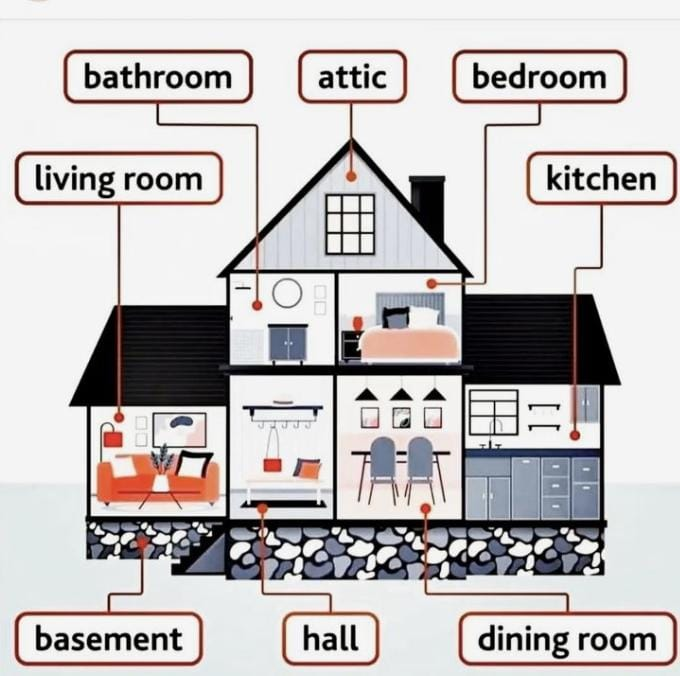 bathroom
attic
bedroom
living room
kitchen
basement
hall
dining room